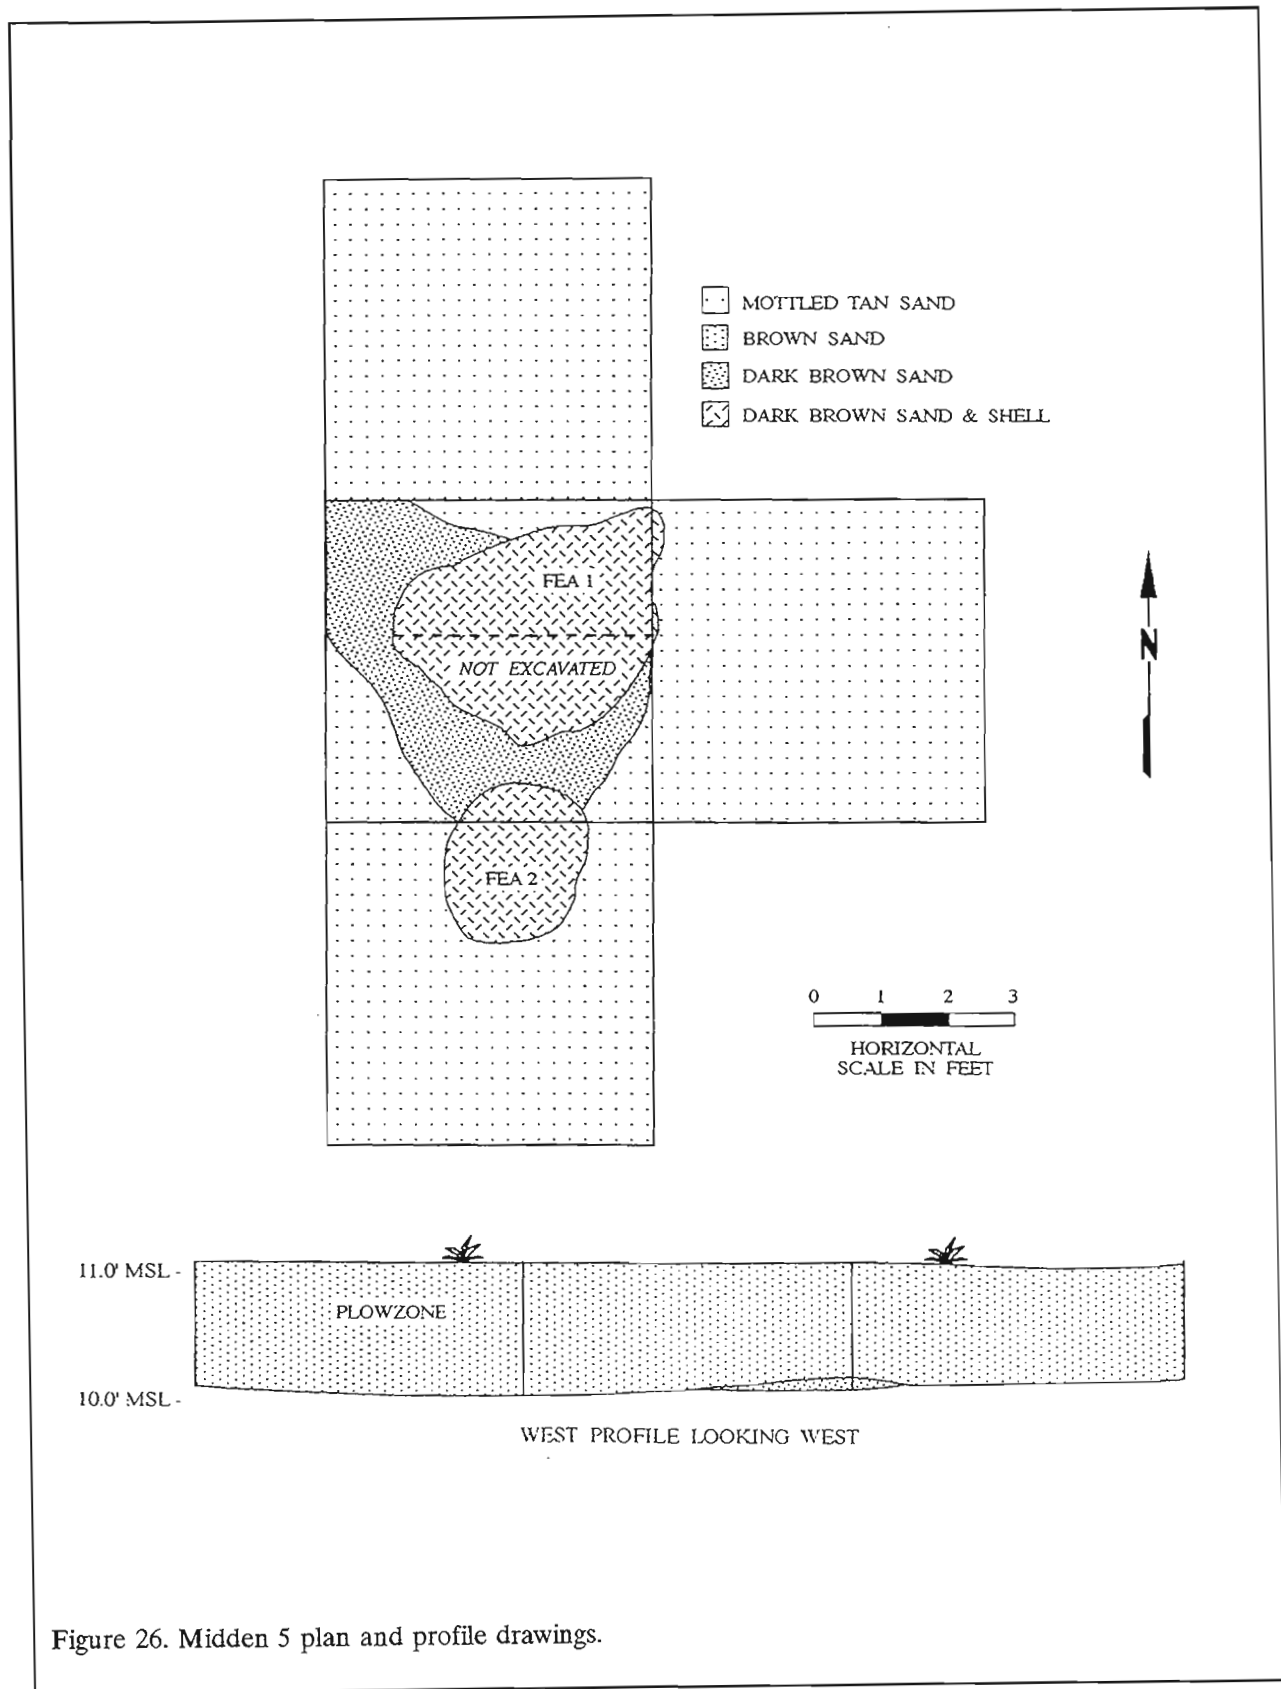 MOTTLED TAN SAND
BROWN SAND
DARK BROWN SAND
DARK BROWN SAND & SHELL
FEA 1
NOT EXCAVATED
N
FEA 2
0 1 2 3
HORIZONTAL
SCALE IN FEET
11.0' MSL -
PLOWZONE
10.0' MSL -
WEST PROFILE LOOKING WEST
Figure 26. Midden 5 plan and profile drawings.